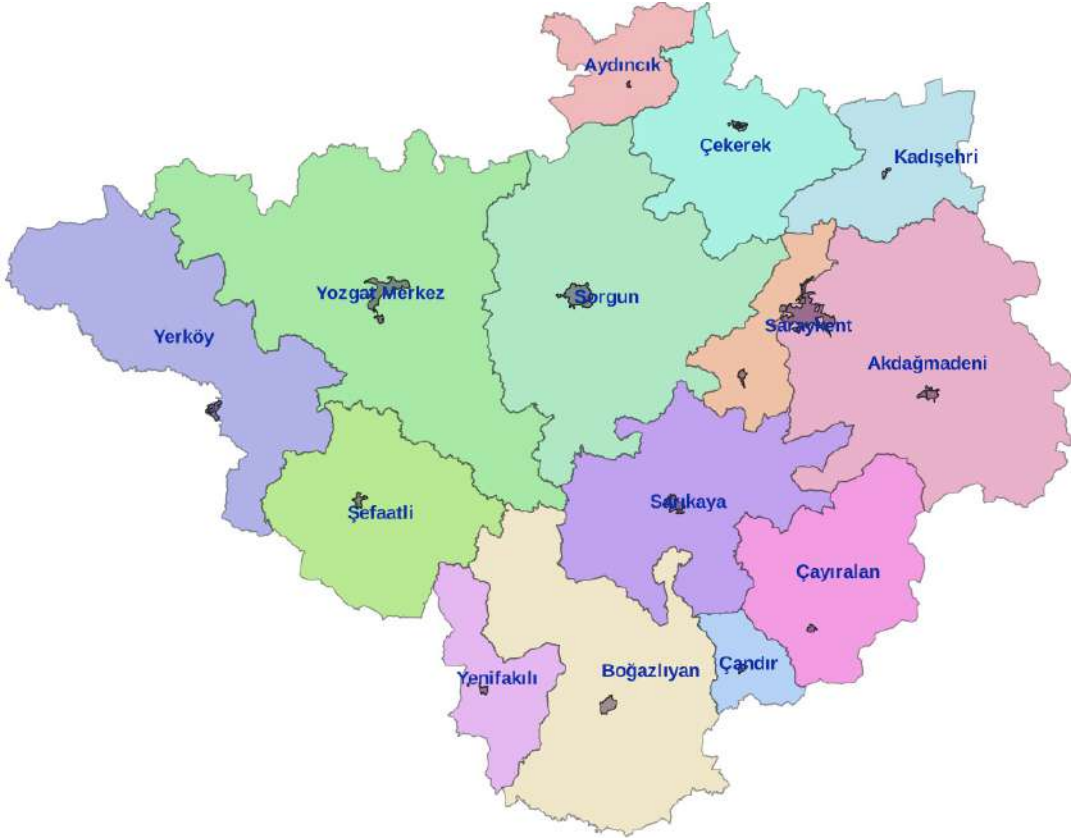 Aydıncık
Çekerek
Kadışehri
Yozgat Merkez
Sorgun
Saraykent
Yerköy
Akdağmadeni
Sarıkaya
Şefaatli
Çayıralan
Yenifakılı
Boğazlıyan
Çandır